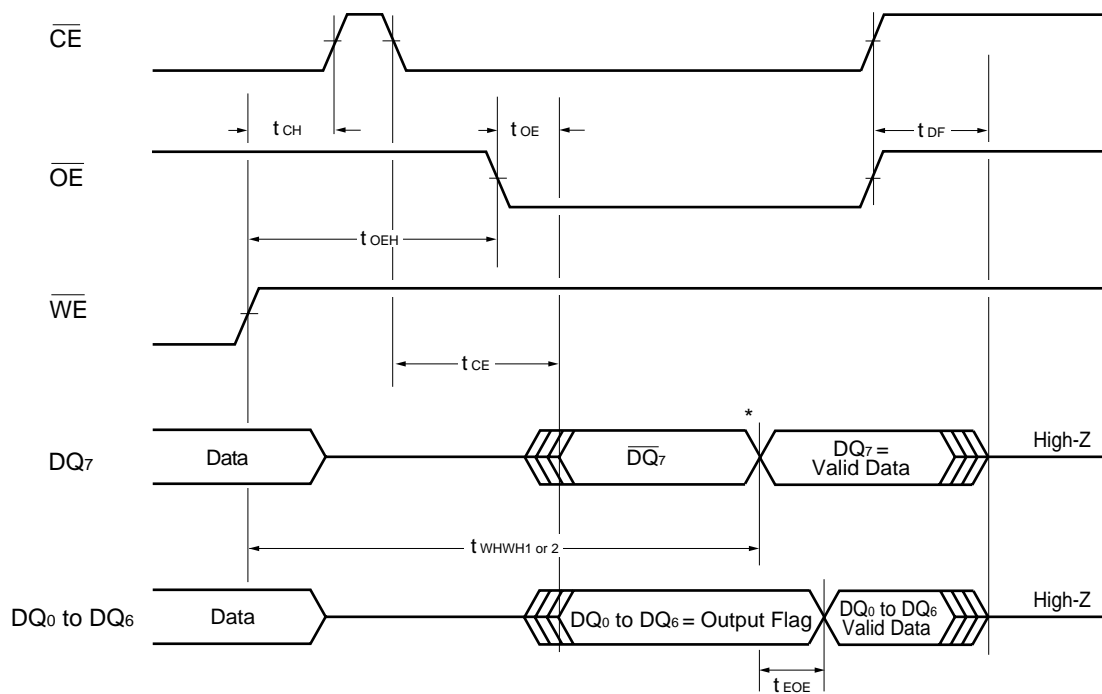 CE
t CH
t OE
t DF
OE
t OEH
WE
t CE
*
DQ7
Data
DQ7
DQ7 =
Valid Data
High-Z
t WHWH1 or 2
DQ0 to DQ6
Data
DQ0 to DQ6 = Output Flag
DQ0 to DQ6
Valid Data
High-Z
t EOE